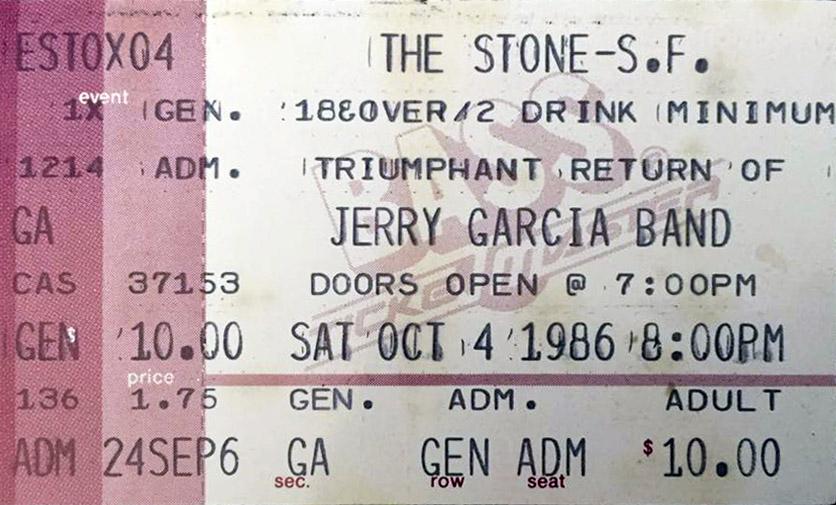 ESTOX04 THE STONE-S.F.
event
1X GEN. 18&OVER/2 DRINK MINIMUM
1214 ADM. TRIUMPHANT RETURN OF
GA JERRY GARCIA BAND
CAS 37153 DOORS OPEN @ 7:00PM
GEN $ 10.00 SAT OCT 4 1986 8:00PM
price
136 1.75 GEN. ADM. ADULT
ADM 24SEP6 GA GEN ADM $10.00
sec. row seat
BASS
TICKETMASTER